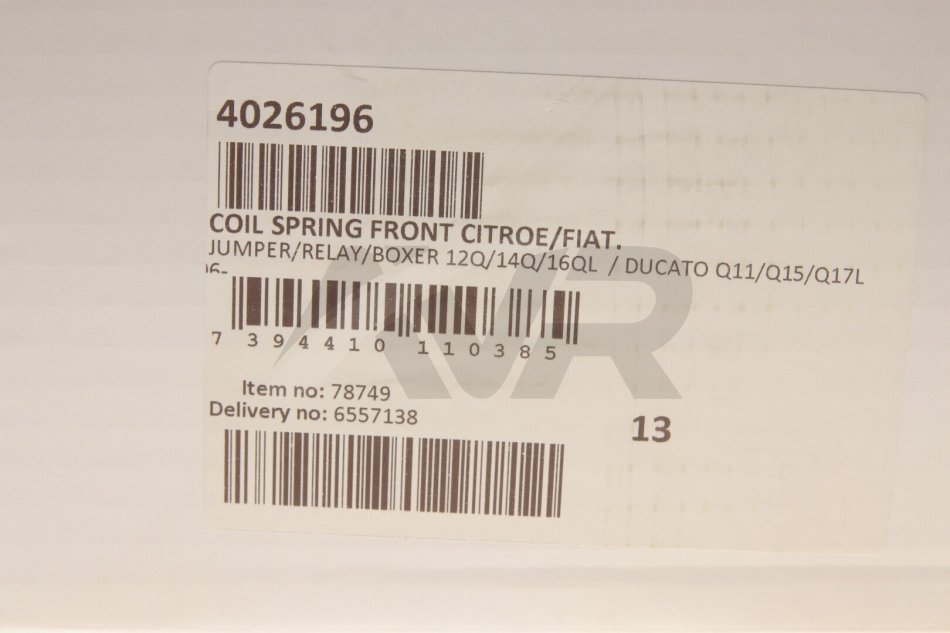 4026196
COIL SPRING FRONT CITROE/FIAT.
JUMPER/RELAY/BOXER 12Q/14Q/16QL / DUCATO Q11/Q15/Q17L
06-
7 394410 110385
Item no: 78749
Delivery no: 6557138
13